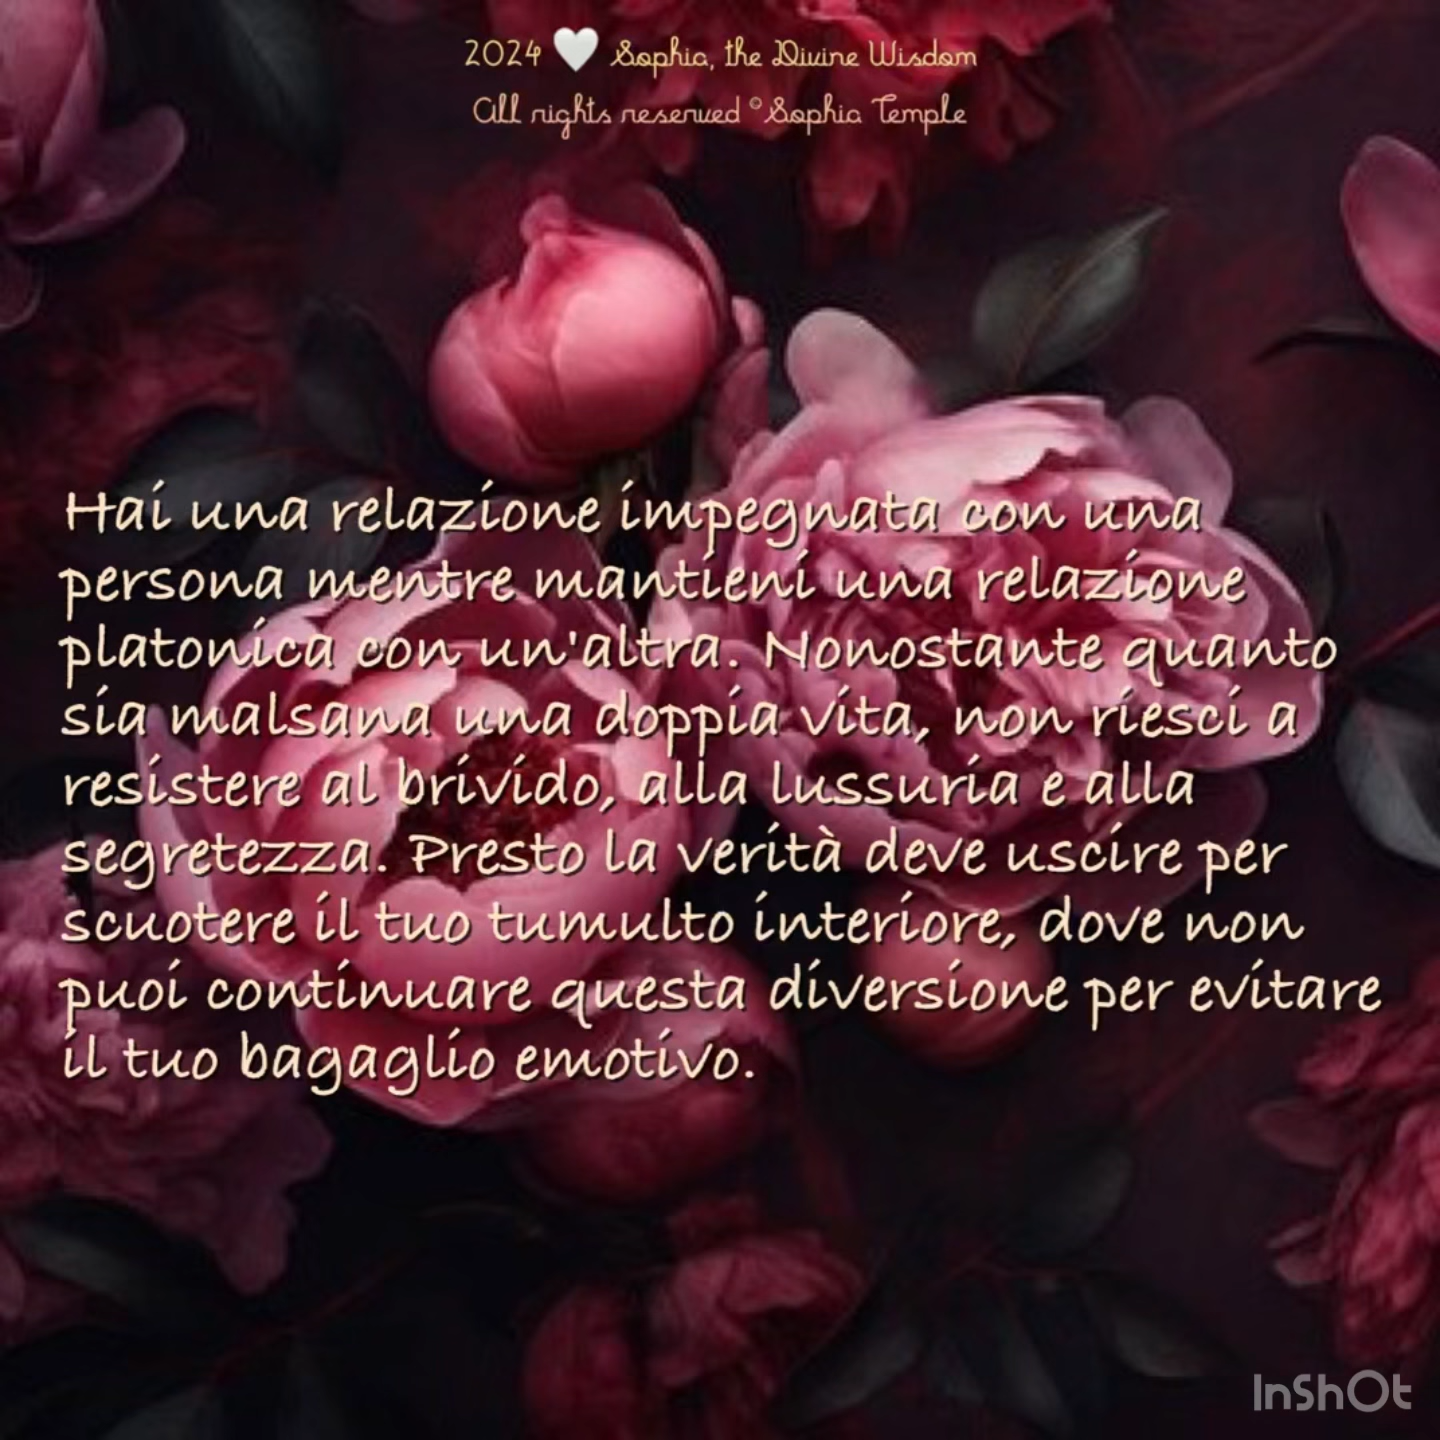 2024 🤍 Sophia, the Divine Wisdom
All rights reserved ©Sophia Temple
Hai una relazione impegnata con una
persona mentre mantieni una relazione
platonica con un'altra. Nonostante quanto
sia malsana una doppia vita, non riesci a
resistere al brivido, alla lussuria e alla
segretezza. Presto la verità deve uscire per
scuotere il tuo tumulto interiore, dove non
puoi continuare questa diversione per evitare
il tuo bagaglio emotivo.
InShOt